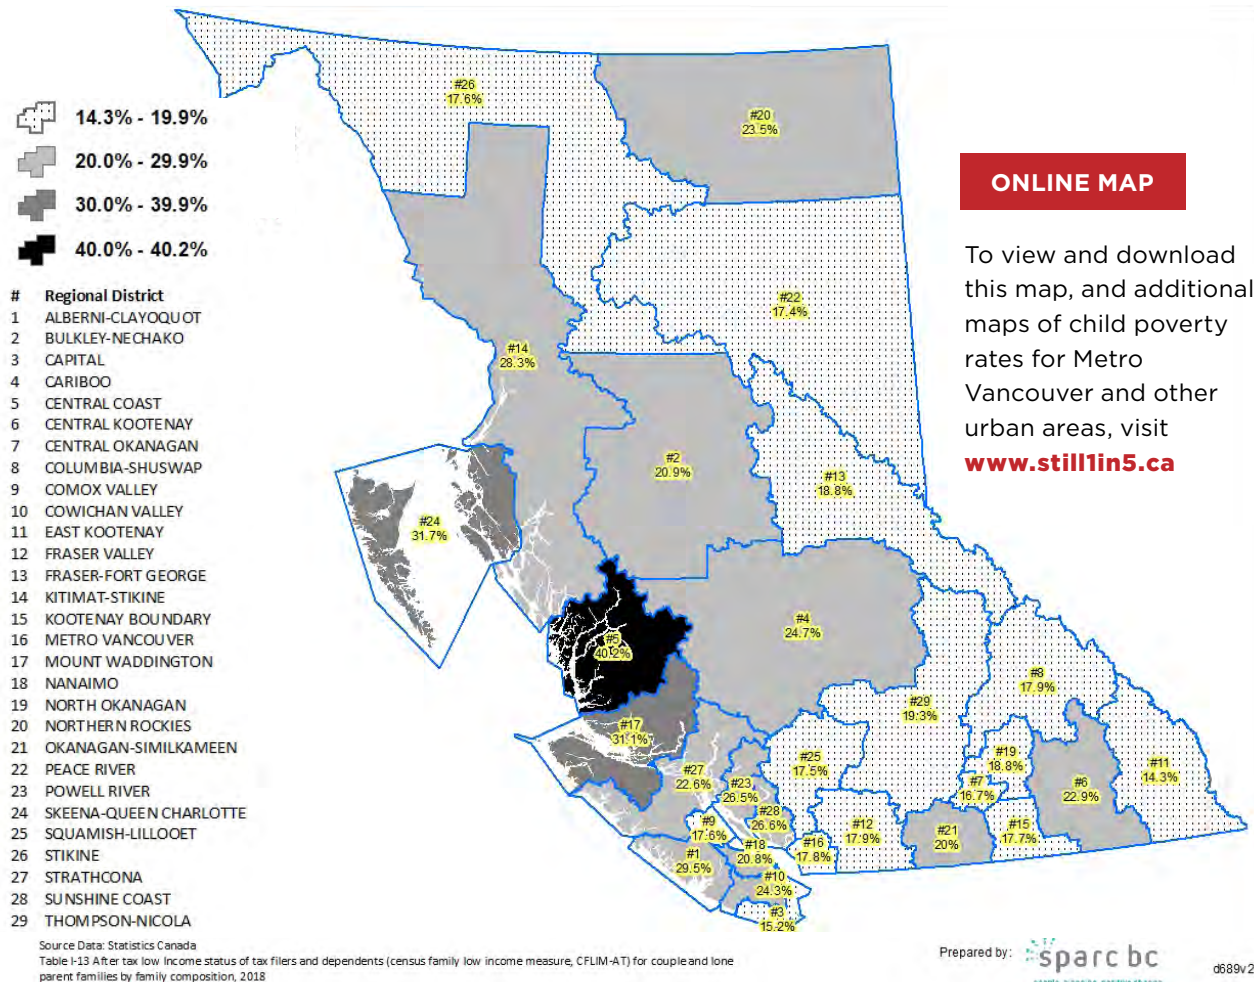 14.3% - 19.9%
20.0% - 29.9%
30.0% - 39.9%
40.0% - 40.2%
# Regional District
1 ALBERNI-CLAYOQUOT
2 BULKLEY-NECHAKO
3 CAPITAL
4 CARIBOO
5 CENTRAL COAST
6 CENTRAL KOOTENAY
7 CENTRAL OKANAGAN
8 COLUMBIA-SHUSWAP
9 COMOX VALLEY
10 COWICHAN VALLEY
11 EAST KOOTENAY
12 FRASER VALLEY
13 FRASER-FORT GEORGE
14 KITIMAT-STIKINE
15 KOOTENAY BOUNDARY
16 METRO VANCOUVER
17 MOUNT WADDINGTON
18 NANAIMO
19 NORTH OKANAGAN
20 NORTHERN ROCKIES
21 OKANAGAN-SIMILKAMEEN
22 PEACE RIVER
23 POWELL RIVER
24 SKEENA-QUEEN CHARLOTTE
25 SQUAMISH-LILLOOET
26 STIKINE
27 STRATHCONA
28 SUNSHINE COAST
29 THOMPSON-NICOLA
#26
17.6%
#20
23.5%
#22
17.4%
#14
28.3%
#2
20.9%
#13
18.8%
#24
31.7%
#5
40.2%
#4
24.7%
#8
17.9%
#29
19.3%
#17
31.1%
#25
17.5%
#19
18.8%
#11
14.3%
#27
22.6%
#23
26.5%
#7
16.7%
#6
22.9%
#28
26.6%
#9
17.6%
#12
17.9%
#21
20%
#15
17.7%
#16
17.8%
#18
20.8%
#1
29.5%
#10
24.3%
#3
15.2%
ONLINE MAP
To view and download
this map, and additional
maps of child poverty
rates for Metro
Vancouver and other
urban areas, visit
www.still1in5.ca
Source Data: Statistics Canada
Table I-13 After tax low Income status of tax filers and dependents (census family low income measure, CFLIM-AT) for couple and lone
parent families by family composition, 2018
Prepared by:
sparc bc
d689v2